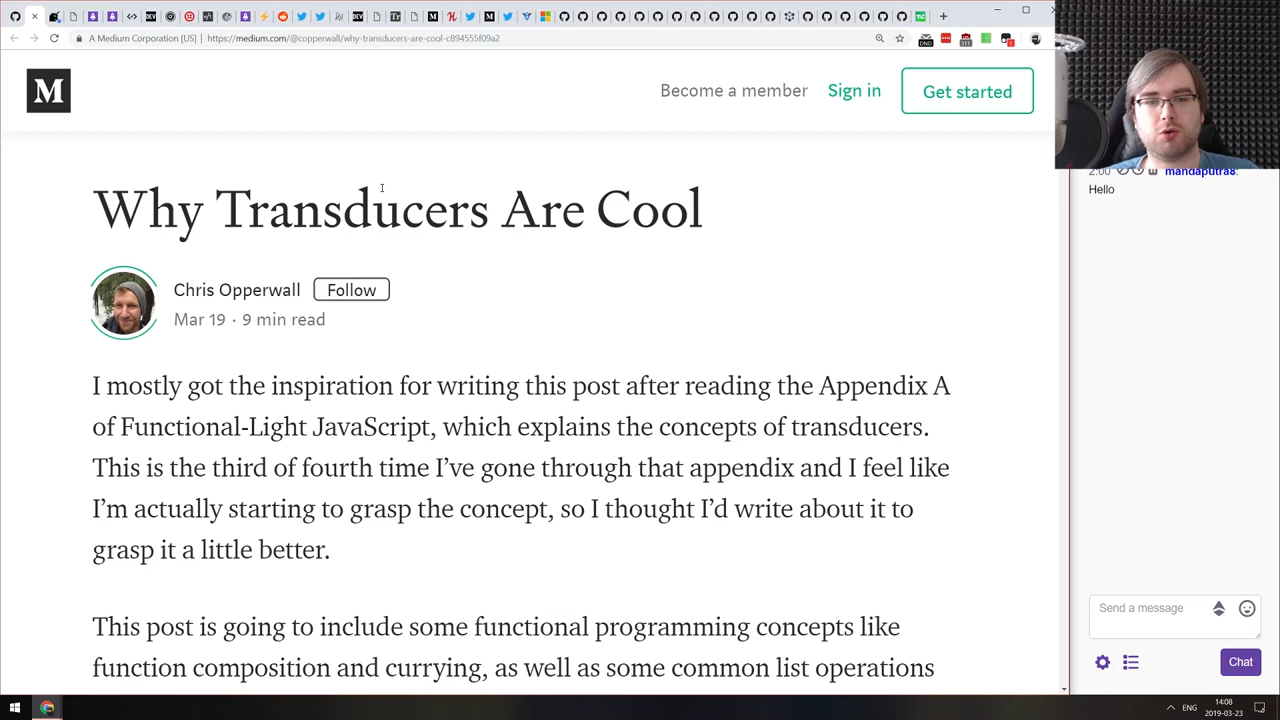 A Medium Corporation [US] | https://medium.com/@copperwall/why-transducers-are-cool-c894555f09a2
M
Become a member
Sign in
Get started
Why Transducers Are Cool
Chris Opperwall
Follow
Mar 19 · 9 min read
I mostly got the inspiration for writing this post after reading the Appendix A
of Functional-Light JavaScript, which explains the concepts of transducers.
This is the third of fourth time I’ve gone through that appendix and I feel like
I’m actually starting to grasp the concept, so I thought I’d write about it to
grasp it a little better.
This post is going to include some functional programming concepts like
function composition and currying, as well as some common list operations
2:00 mandaputra8:
Hello
Send a message
Chat
ENG
14:08
2019-03-23